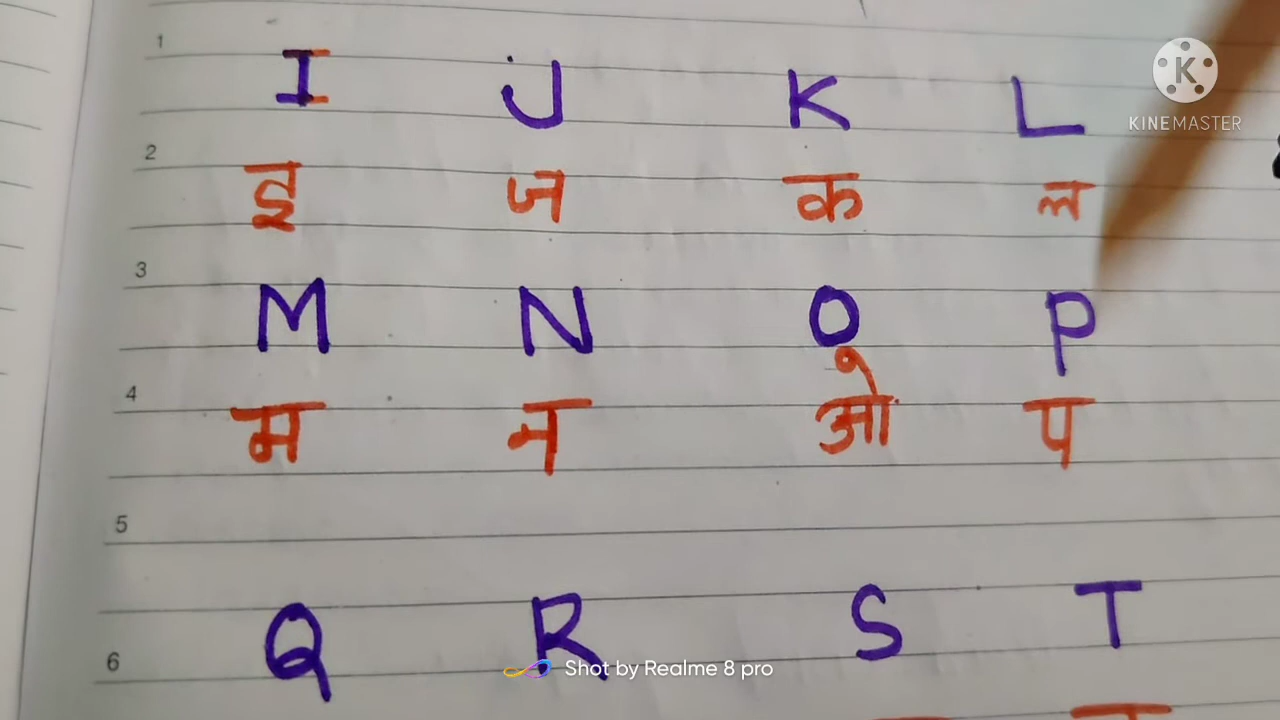 1
I J K L
K
KINEMASTER
2
इ ज क ल
3
M N O P
4
म न ओ प
5
Q R S T
6
Shot by Realme 8 pro